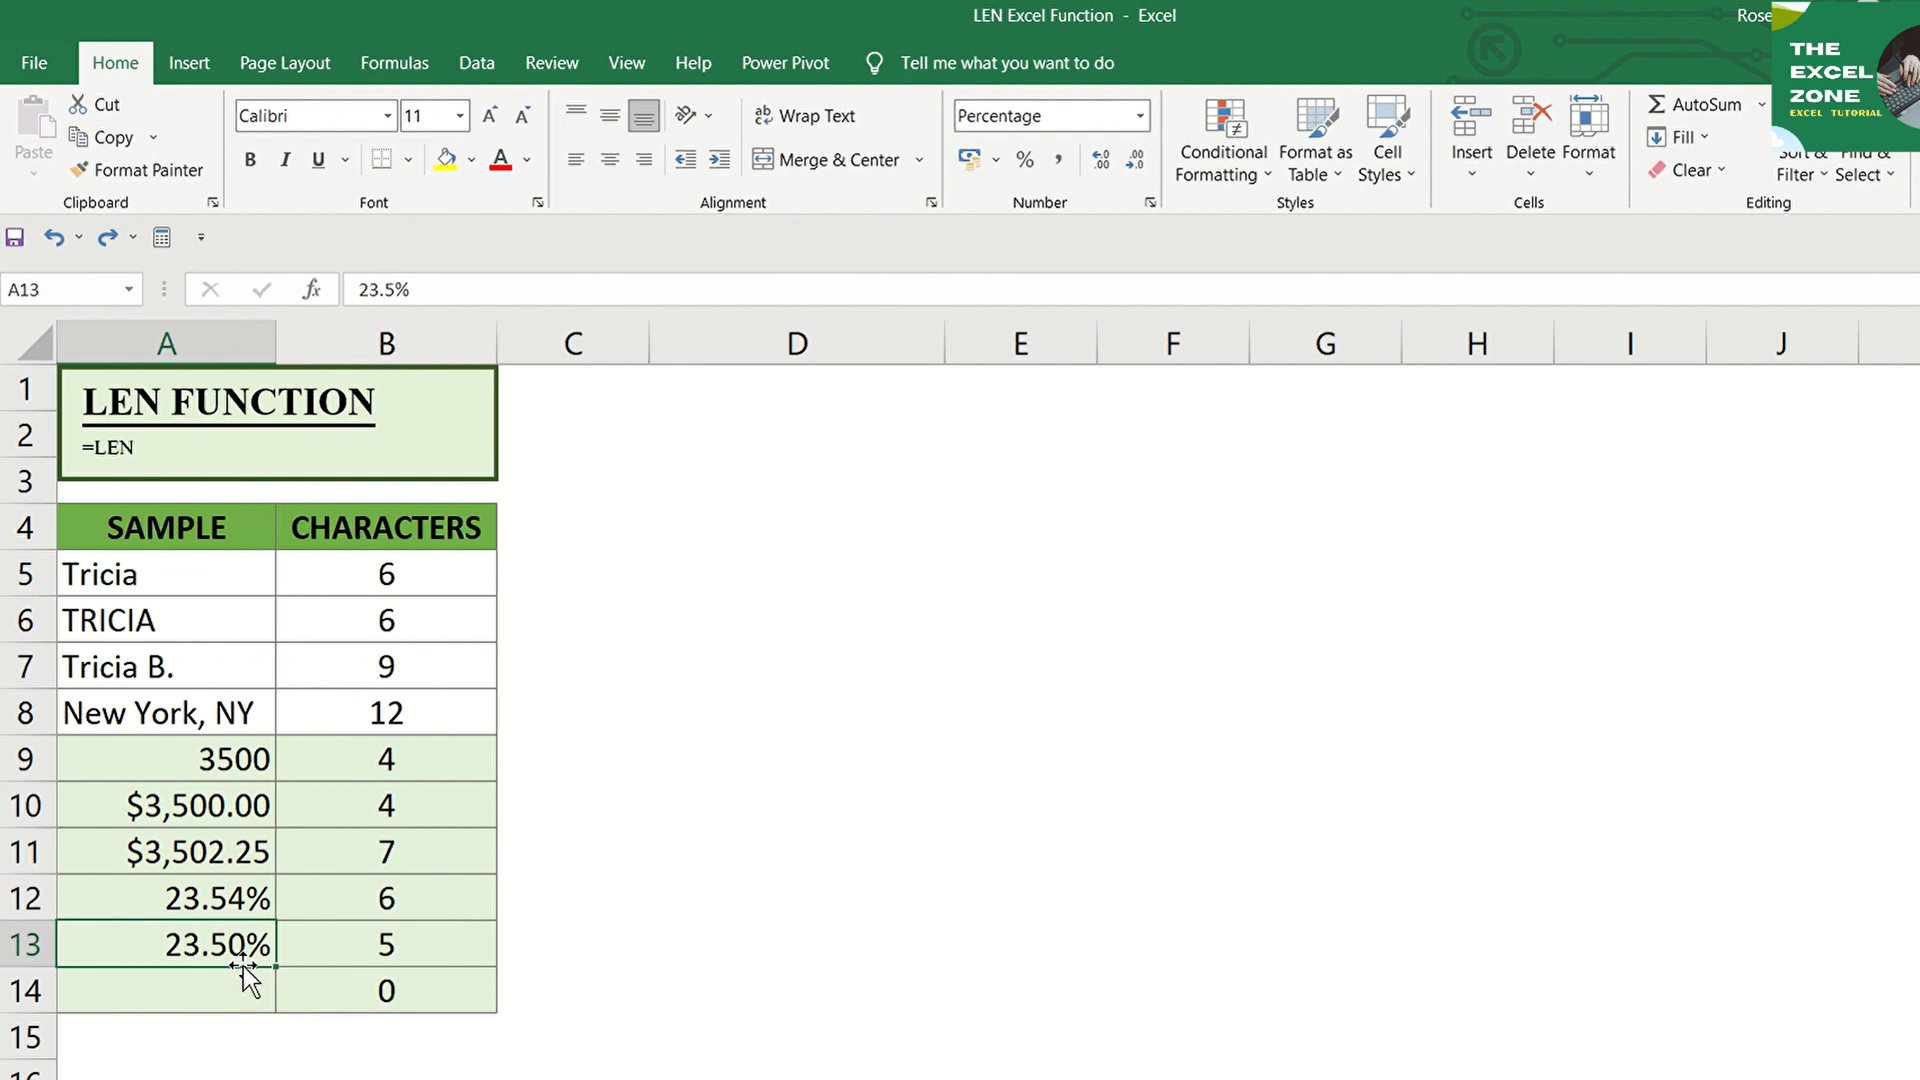 LEN Excel Function - Excel
Rose
THE
EXCEL
ZONE
EXCEL TUTORIAL
File Home Insert Page Layout Formulas Data Review View Help Power Pivot Tell me what you want to do
Paste
Cut
Copy
Format Painter
Clipboard
Calibri 11
B I U A
Font
Wrap Text
Merge & Center
Alignment
Percentage
%
Number
Conditional
Formatting
Format as
Table
Cell
Styles
Styles
Insert Delete Format
Cells
AutoSum
Fill
Clear
Sort &
Filter
Find &
Select
Editing
A13 fx 23.5%
A B C D E F G H I J
1 LEN FUNCTION
2 =LEN
3
4 SAMPLE CHARACTERS
5 Tricia 6
6 TRICIA 6
7 Tricia B. 9
8 New York, NY 12
9 3500 4
10 $3,500.00 4
11 $3,502.25 7
12 23.54% 6
13 23.50% 5
14 0
15
16